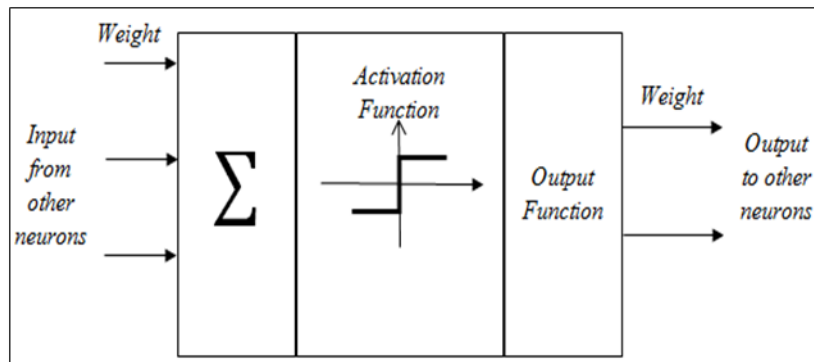 Weight
Input
from
other
neurons
∑
Activation
Function
Output
Function
Weight
Output
to other
neurons